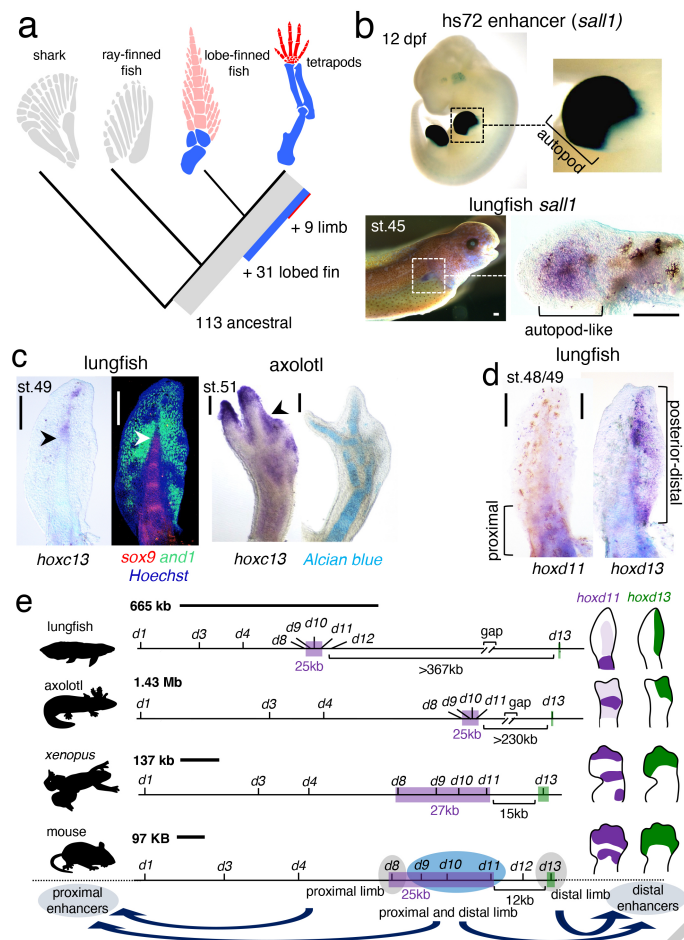 a
shark
ray-finned
fish
lobe-finned
fish
tetrapods
+ 9 limb
+ 31 lobed fin
113 ancestral
b
hs72 enhancer (sall1)
12 dpf
autopod
lungfish sall1
st.45
autopod-like
c
lungfish
axolotl
st.49
st.51
hoxc13
sox9 and1
Hoechst
hoxc13
Alcian blue
d
lungfish
st.48/49
proximal
posterior-distal
hoxd11
hoxd13
e
665 kb
hoxd11 hoxd13
lungfish
d1 d3 d4 d8 d9 d10 d11 d12 gap d13
25kb
>367kb
axolotl
1.43 Mb
d1 d3 d4 d8 d9 d10 d11 gap d13
25kb
>230kb
xenopus
137 kb
d1 d3 d4 d8 d9 d10 d11 d13
27kb
15kb
mouse
97 KB
d1 d3 d4 d8 d9 d10 d11 d12 d13
25kb
12kb
proximal
enhancers
proximal limb
proximal and distal limb
distal limb
distal
enhancers